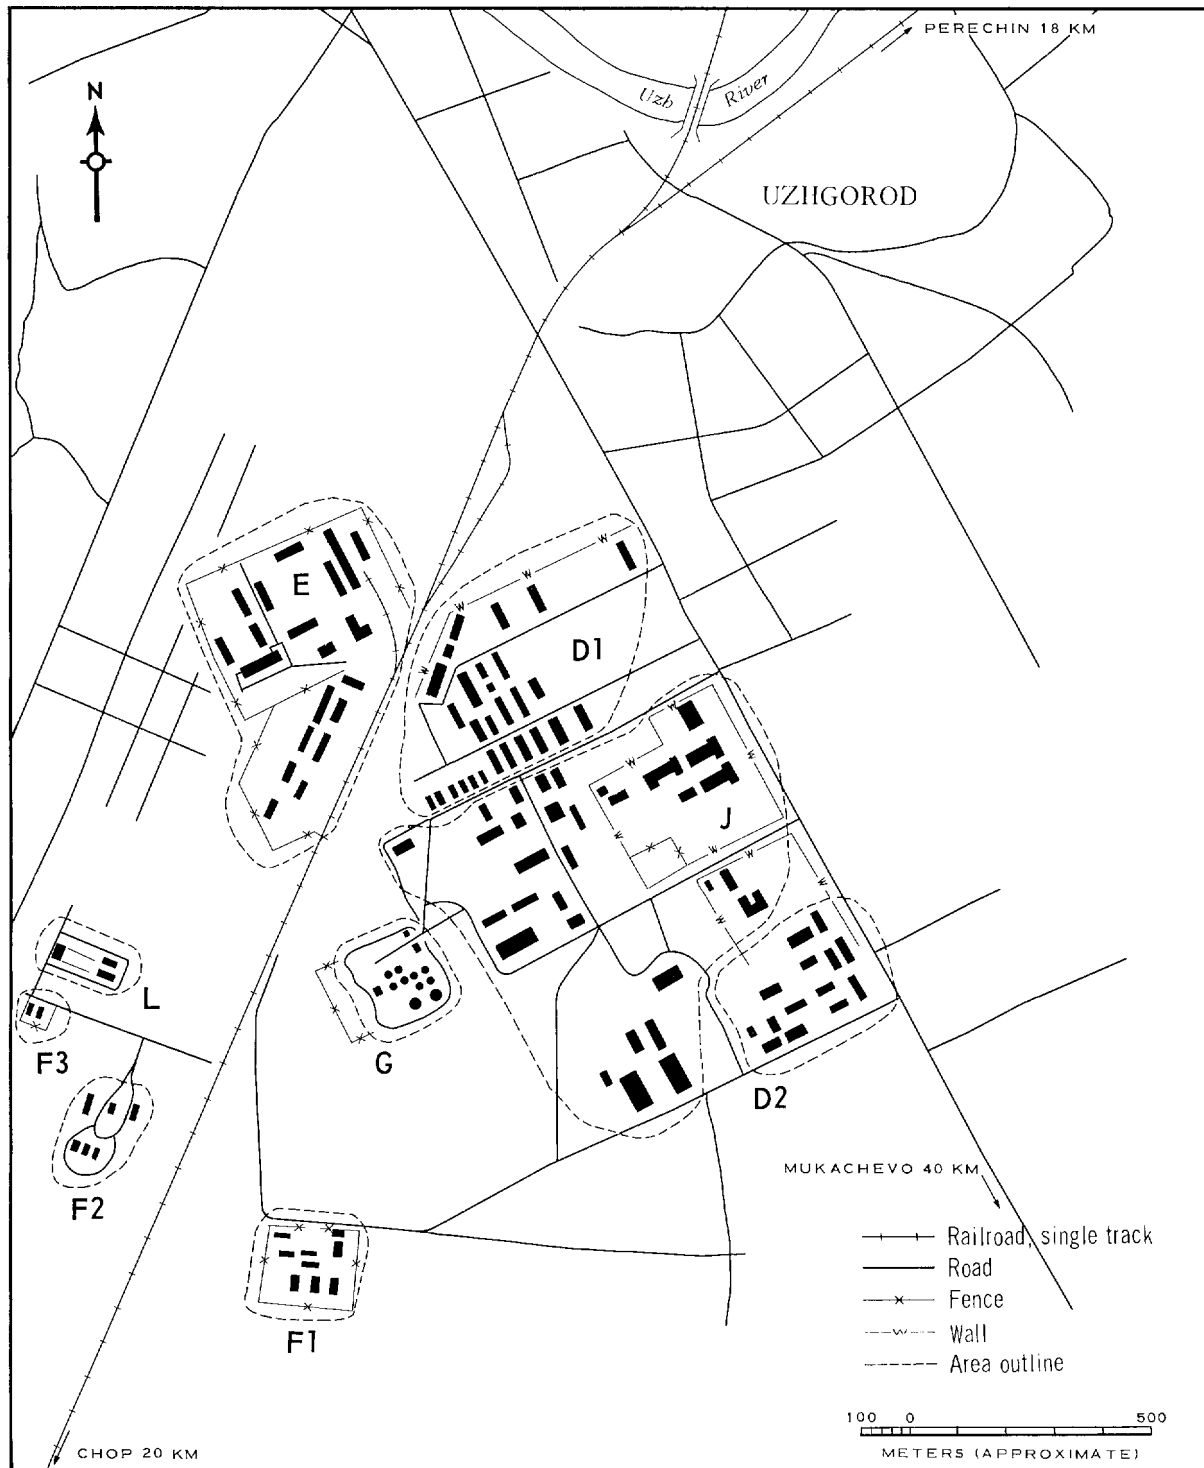 PERECHIN 18 KM
Uzh River
N
UZHGOROD
E
D1
J
L
F3
G
D2
F2
MUKACHEVO 40 KM
F1
Railroad, single track
Road
Fence
Wall
Area outline
100 0 500
METERS (APPROXIMATE)
CHOP 20 KM